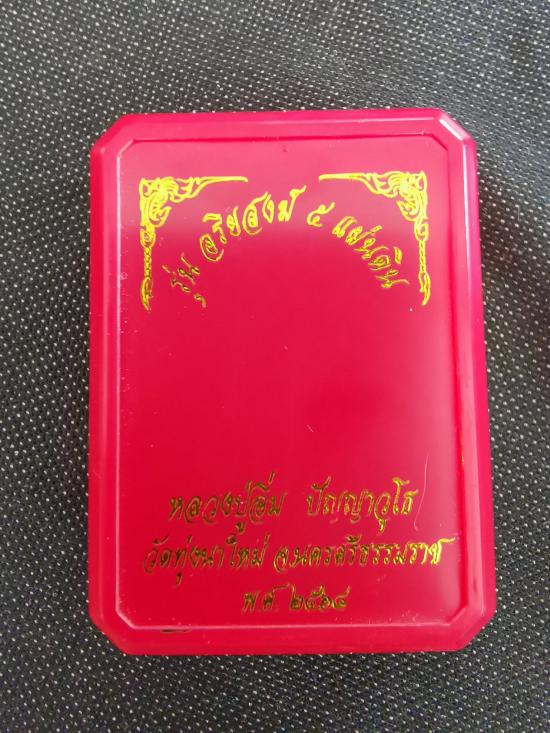 รุ่น อริยสงฆ์ ๕ แผ่นดิน
หลวงปู่อิ่ม ปัญญาวุโธ
วัดทุ่งนาใหม่ จ.นครศรีธรรมราช
พ.ศ. ๒๕๖๔